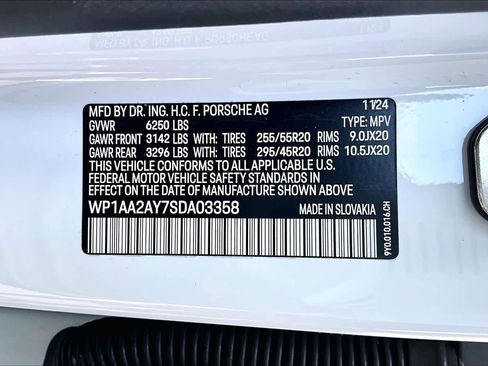 MFD BY DR. ING. H.C. F. PORSCHE AG 11/24
GVWR 6250 LBS TYPE: MPV
GAWR FRONT 3142 LBS WITH: TIRES 255/55R20 RIMS 9.0JX20
GAWR REAR 3296 LBS WITH: TIRES 295/45R20 RIMS 10.5JX20
THIS VEHICLE CONFORMS TO ALL APPLICABLE U.S.
FEDERAL MOTOR VEHICLE SAFETY STANDARDS IN
EFFECT ON THE DATE OF MANUFACTURE SHOWN ABOVE
WP1AA2AY7SDA03358 MADE IN SLOVAKIA
9Y0.010.016.CH